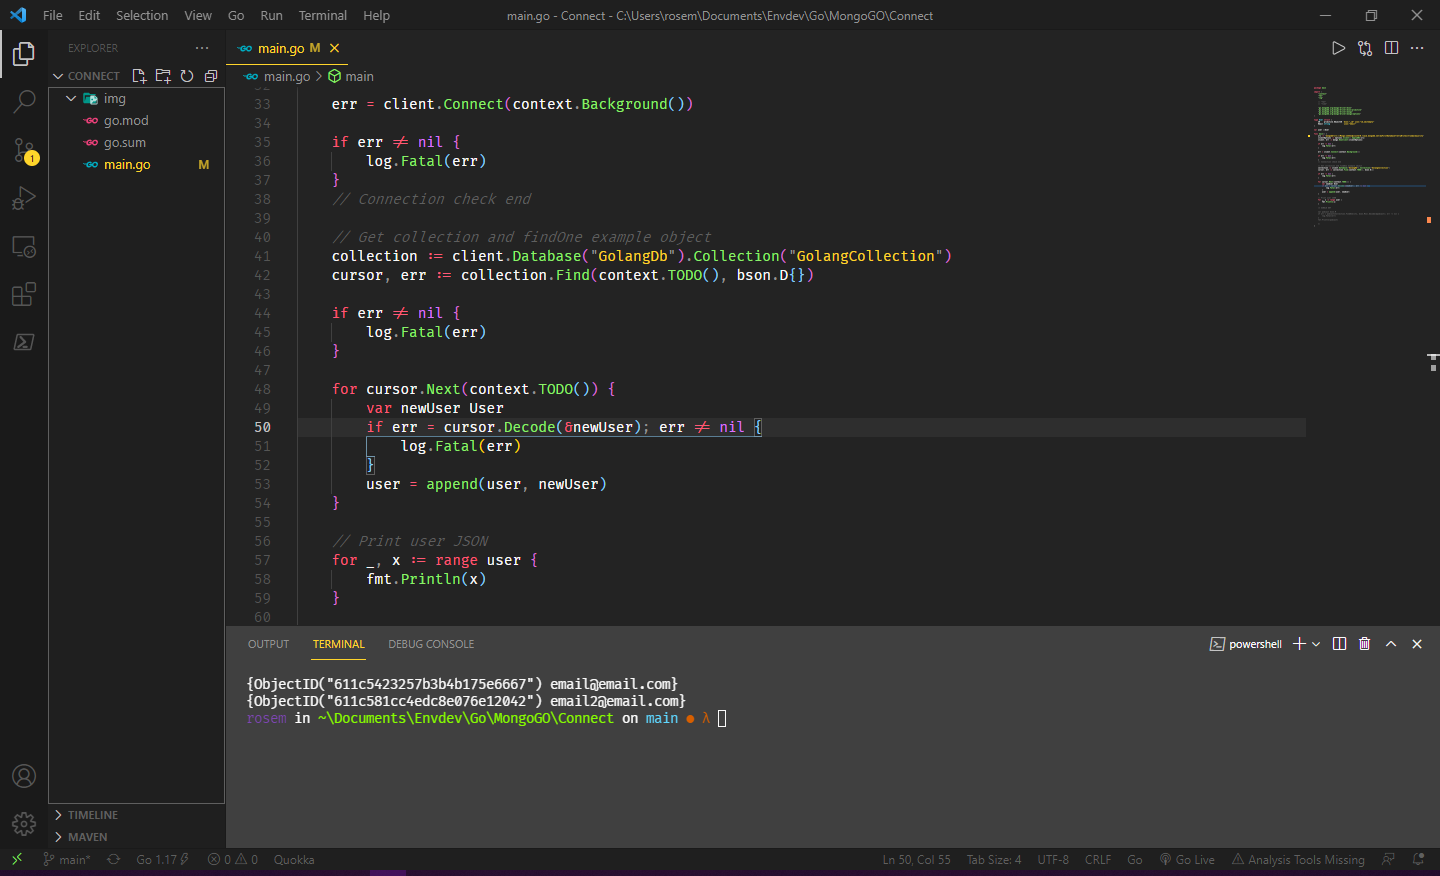 File Edit Selection View Go Run Terminal Help
main.go - Connect - C:\Users\rosem\Documents\Envdev\Go\MongoGO\Connect
EXPLORER
CONNECT
img
go.mod
go.sum
main.go M
1
main.go M
main.go > main
33 err = client.Connect(context.Background())
34
35 if err != nil {
36 log.Fatal(err)
37 }
38 // Connection check end
39
40 // Get collection and findOne example object
41 collection := client.Database("GolangDb").Collection("GolangCollection")
42 cursor, err := collection.Find(context.TODO(), bson.D{})
43
44 if err != nil {
45 log.Fatal(err)
46 }
47
48 for cursor.Next(context.TODO()) {
49 var newUser User
50 if err = cursor.Decode(&newUser); err != nil {
51 log.Fatal(err)
52 }
53 user = append(user, newUser)
54 }
55
56 // Print user JSON
57 for _, x := range user {
58 fmt.Println(x)
59 }
60
OUTPUT TERMINAL DEBUG CONSOLE
powershell
{ObjectID("611c5423257b3b4b175e6667") email@email.com}
{ObjectID("611c581cc4edc8e076e12042") email2@email.com}
rosem in ~\Documents\Envdev\Go\MongoGO\Connect on main ● λ
TIMELINE
MAVEN
main* Go 1.17 0 0 Quokka
Ln 50, Col 55 Tab Size: 4 UTF-8 CRLF Go Go Live Analysis Tools Missing